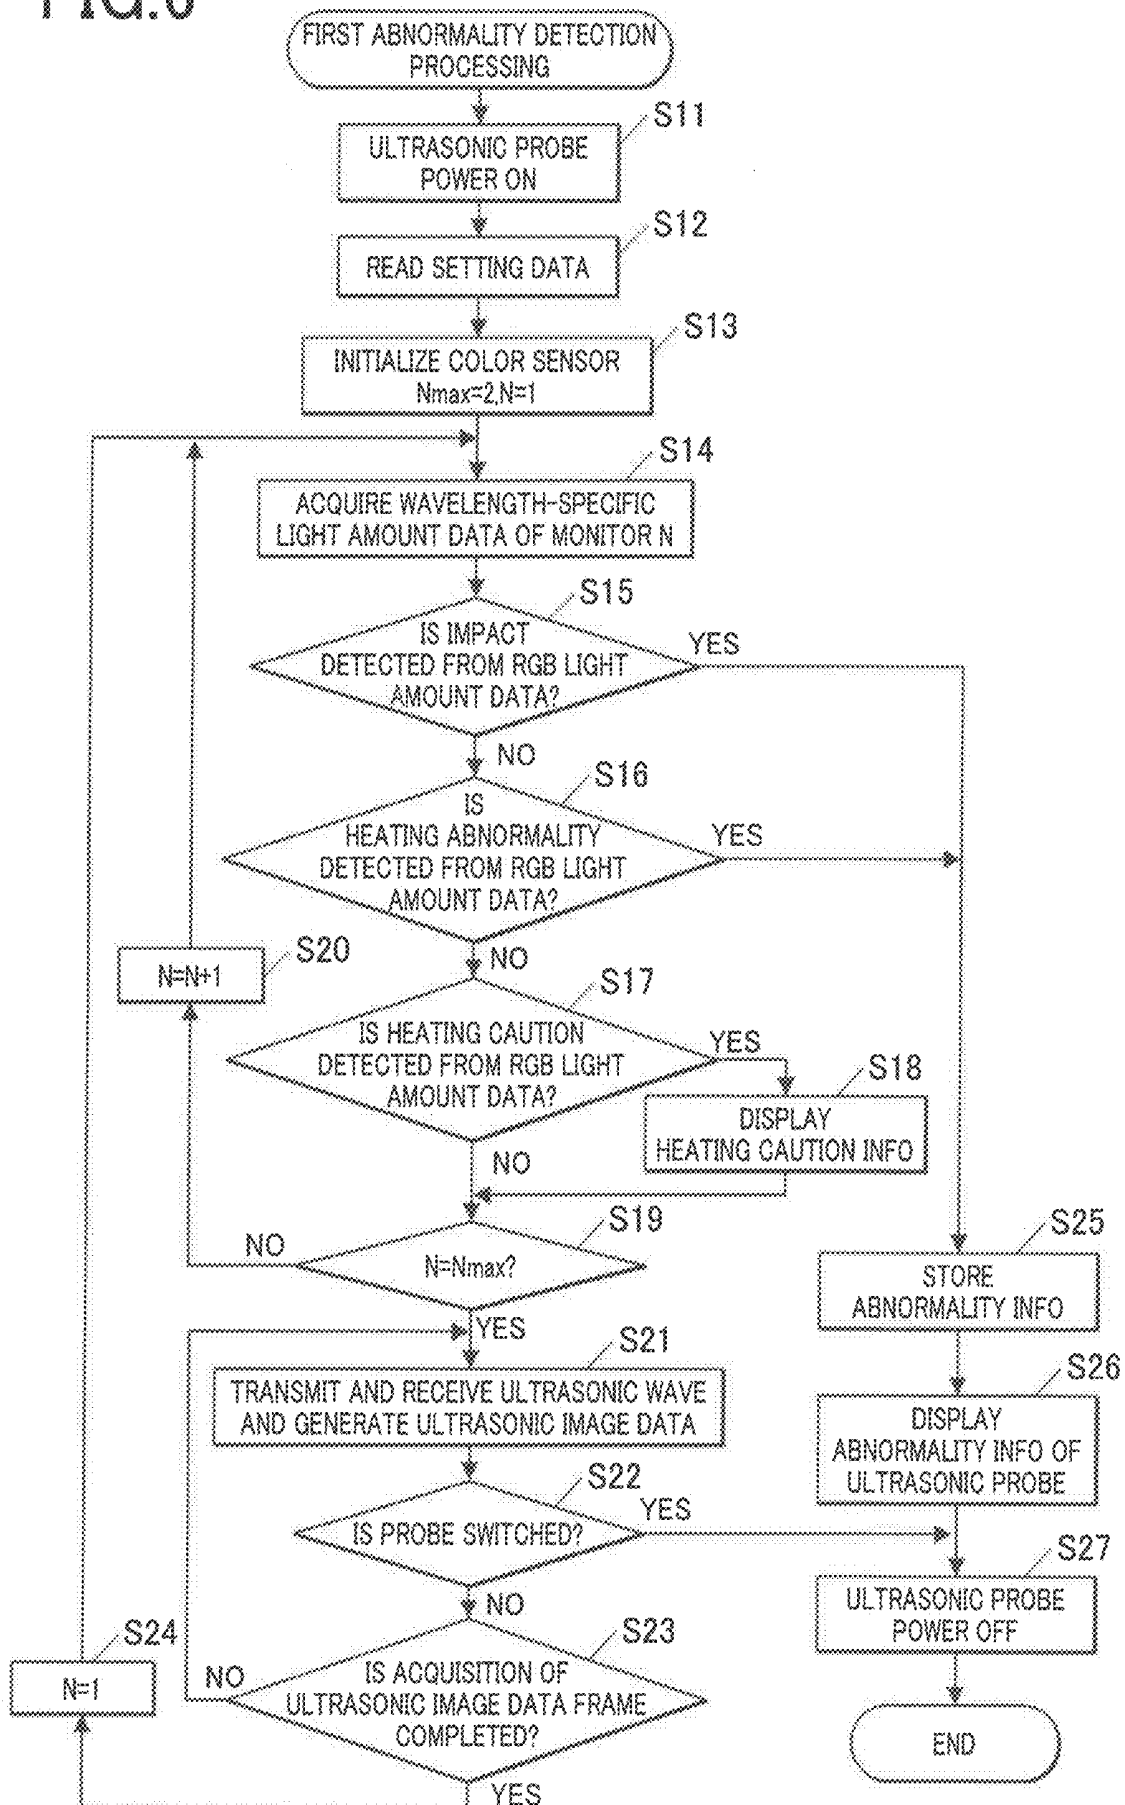 FIRST ABNORMALITY DETECTION
PROCESSING
S11
ULTRASONIC PROBE
POWER ON
S12
READ SETTING DATA
S13
INITIALIZE COLOR SENSOR
Nmax=2,N=1
S14
ACQUIRE WAVELENGTH-SPECIFIC
LIGHT AMOUNT DATA OF MONITOR N
S15
IS IMPACT
DETECTED FROM RGB LIGHT
AMOUNT DATA?
YES
NO
S16
IS
HEATING ABNORMALITY
DETECTED FROM RGB LIGHT
AMOUNT DATA?
YES
NO
S20
N=N+1
S17
IS HEATING CAUTION
DETECTED FROM RGB LIGHT
AMOUNT DATA?
YES
S18
DISPLAY
HEATING CAUTION INFO
NO
S19
N=Nmax?
NO
YES
S25
STORE
ABNORMALITY INFO
S21
TRANSMIT AND RECEIVE ULTRASONIC WAVE
AND GENERATE ULTRASONIC IMAGE DATA
S26
DISPLAY
ABNORMALITY INFO OF
ULTRASONIC PROBE
S22
IS PROBE SWITCHED?
YES
NO
S27
ULTRASONIC PROBE
POWER OFF
S23
IS ACQUISITION OF
ULTRASONIC IMAGE DATA FRAME
COMPLETED?
NO
YES
S24
N=1
END